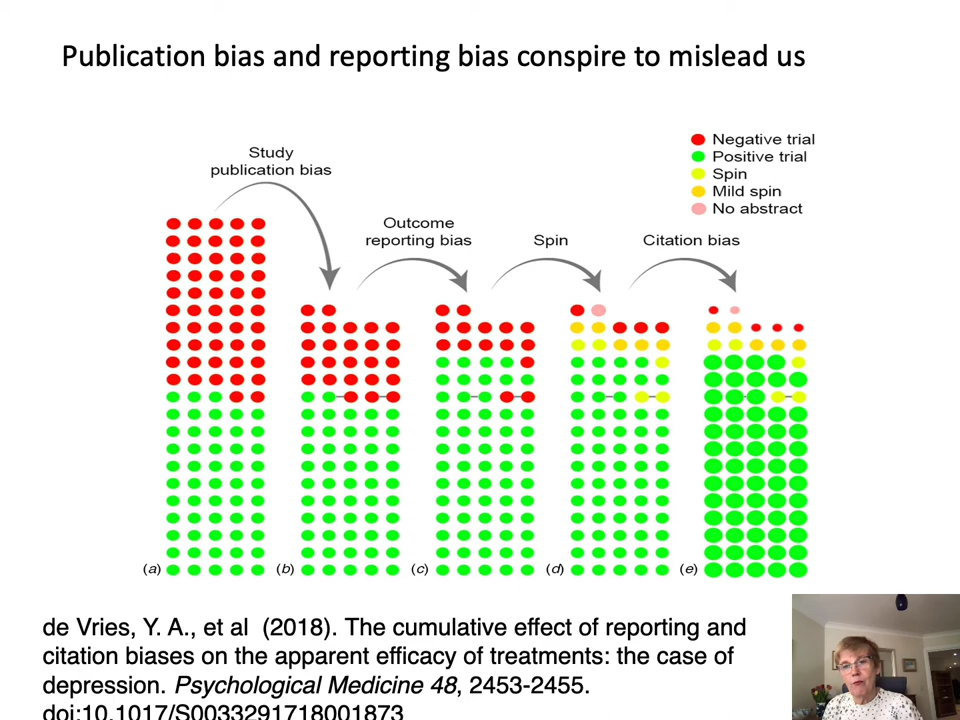 Publication bias and reporting bias conspire to mislead us
Negative trial
Positive trial
Spin
Mild spin
No abstract
Study
publication bias
Outcome
reporting bias
Spin
Citation bias
(a)
(b)
(c)
(d)
(e)
de Vries, Y. A., et al (2018). The cumulative effect of reporting and
citation biases on the apparent efficacy of treatments: the case of
depression. Psychological Medicine 48, 2453-2455.
doi:10.1017/S0033291718001873